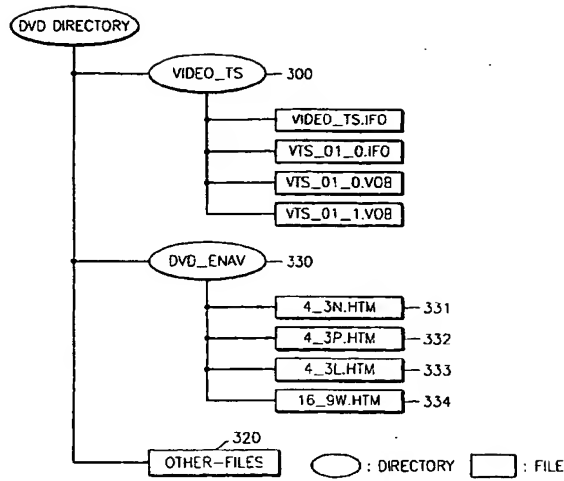 DVD DIRECTORY
VIDEO_TS 300
VIDEO_TS.IFO
VTS_01_0.IFO
VTS_01_0.VOB
VTS_01_1.VOB
DVD_ENAV 330
4_3N.HTM 331
4_3P.HTM 332
4_3L.HTM 333
16_9W.HTM 334
320
OTHER-FILES
: DIRECTORY : FILE